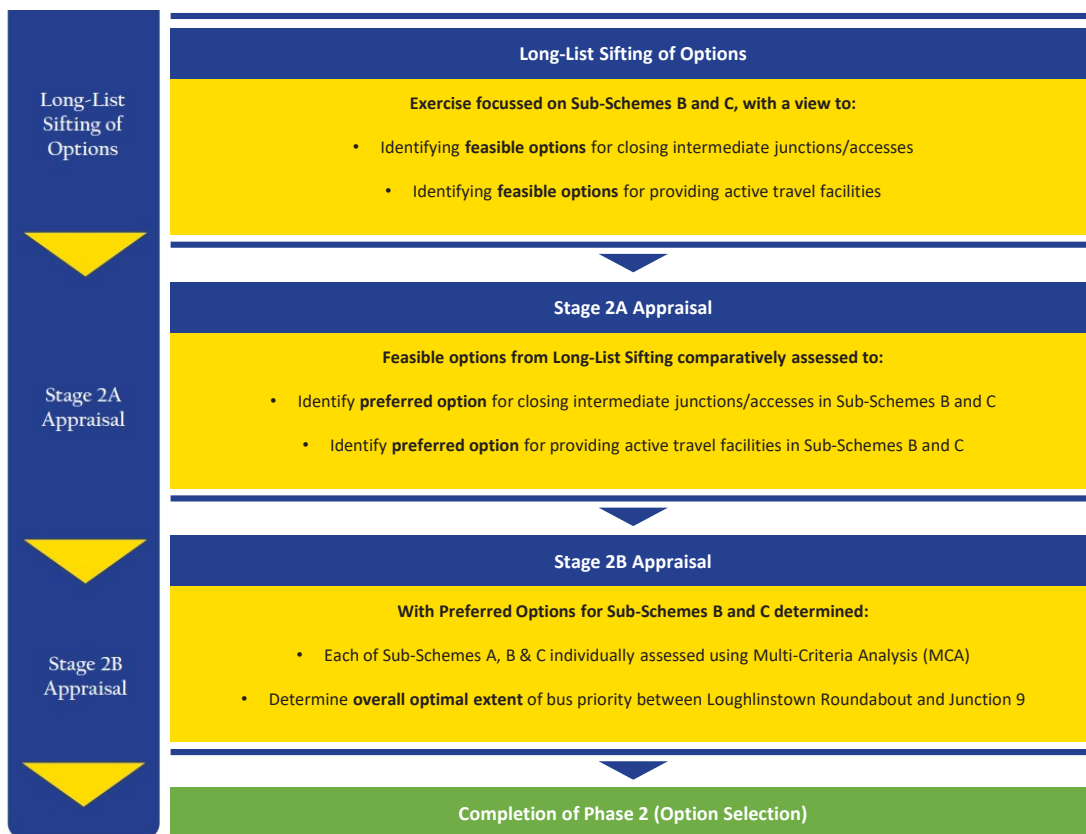 Long-List
Sifting of
Options
Long-List Sifting of Options
Exercise focussed on Sub-Schemes B and C, with a view to:
• Identifying feasible options for closing intermediate junctions/accesses
• Identifying feasible options for providing active travel facilities
Stage 2A
Appraisal
Stage 2A Appraisal
Feasible options from Long-List Sifting comparatively assessed to:
• Identify preferred option for closing intermediate junctions/accesses in Sub-Schemes B and C
• Identify preferred option for providing active travel facilities in Sub-Schemes B and C
Stage 2B
Appraisal
Stage 2B Appraisal
With Preferred Options for Sub-Schemes B and C determined:
• Each of Sub-Schemes A, B & C individually assessed using Multi-Criteria Analysis (MCA)
• Determine overall optimal extent of bus priority between Loughlinstown Roundabout and Junction 9
Completion of Phase 2 (Option Selection)